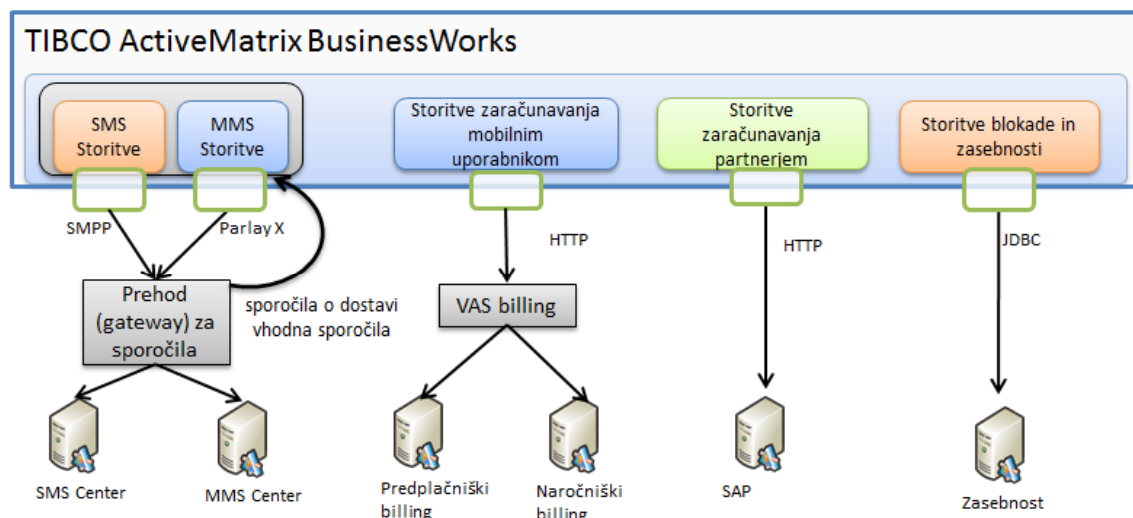 TIBCO ActiveMatrix BusinessWorks
SMS
Storitve
MMS
Storitve
Storitve zaračunavanja
mobilnim
uporabnikom
Storitve
zaračunavanja
partnerjem
Storitve blokade in
zasebnosti
SMPP
Parlay X
HTTP
HTTP
JDBC
Prehod
(gateway) za
sporočila
sporočila o dostavi
vhodna sporočila
VAS billing
SMS Center
MMS Center
Predplačniški
billing
Naročniški
billing
SAP
Zasebnost